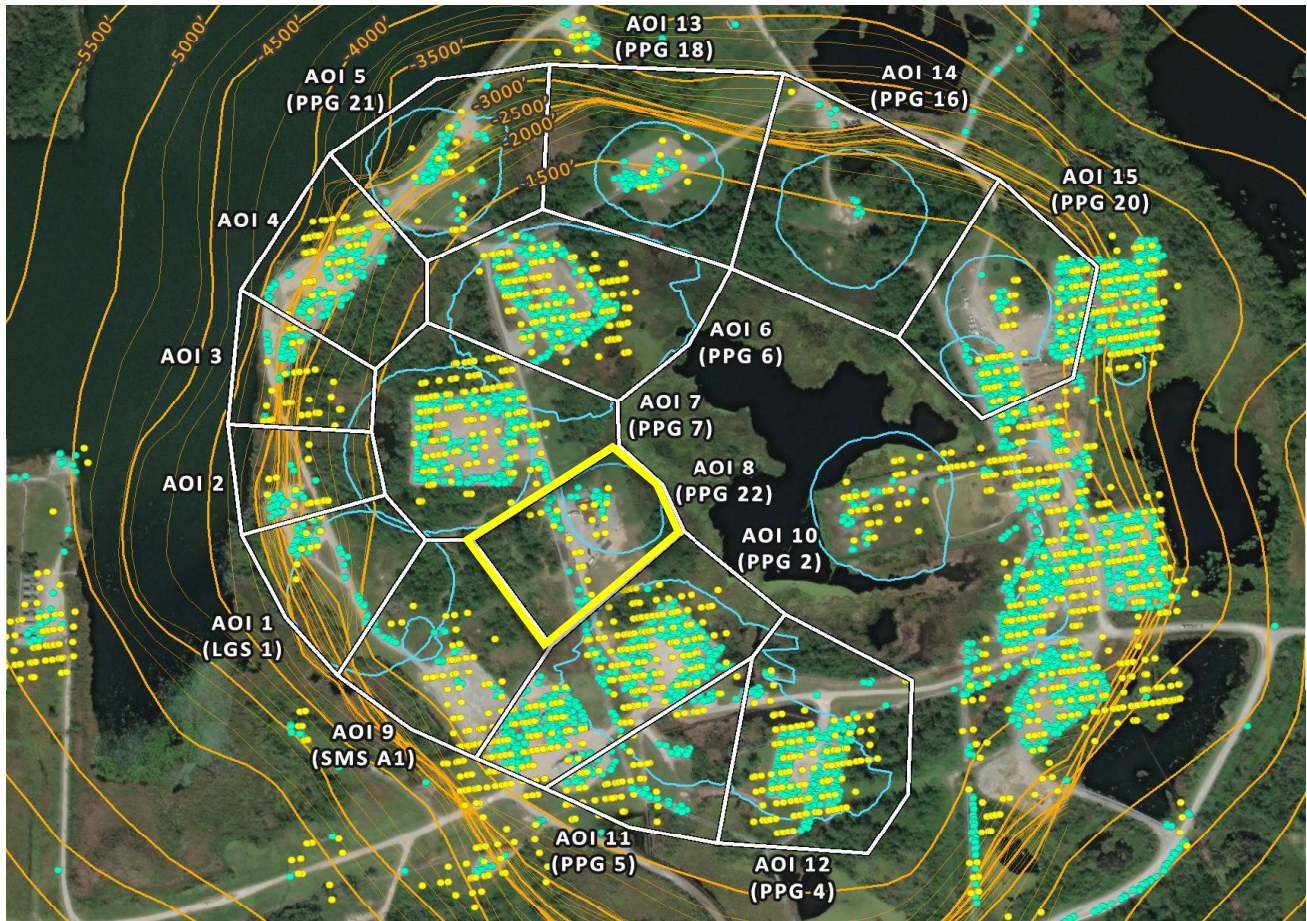 -5500'
-5000'
-4500'
-4000'
-3500'
-3000'
-2500'
-2000'
-1500'
AOI 13
(PPG 18)
AOI 5
(PPG 21)
AOI 14
(PPG 16)
AOI 15
(PPG 20)
AOI 4
AOI 3
AOI 6
(PPG 6)
AOI 7
(PPG 7)
AOI 2
AOI 8
(PPG 22)
AOI 10
(PPG 2)
AOI 1
(LGS 1)
AOI 9
(SMS A1)
AOI 11
(PPG 5)
AOI 12
(PPG 4)